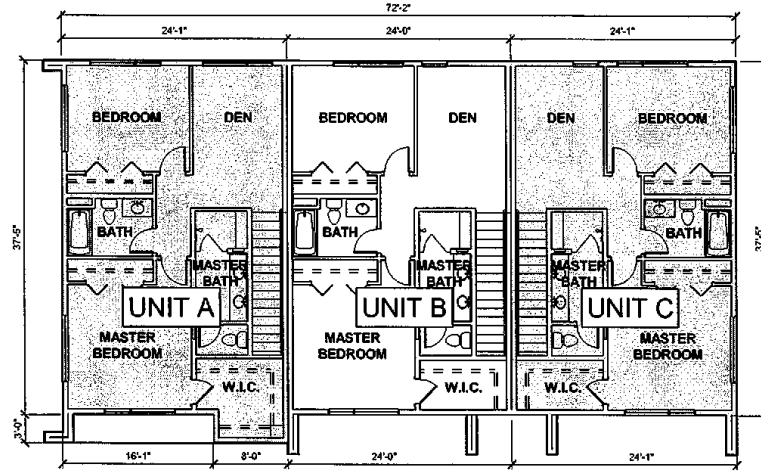 72'-2"
24'-1" 24'-0" 24'-1"
BEDROOM DEN BEDROOM DEN DEN BEDROOM
37'-6" BATH BATH BATH 37'-6"
MASTER BATH MASTER BATH MASTER BATH
UNIT A UNIT B UNIT C
MASTER BEDROOM MASTER BEDROOM MASTER BEDROOM
W.I.C. W.I.C. W.I.C.
3'-0"
16'-1" 8'-0" 24'-0" 24'-1"